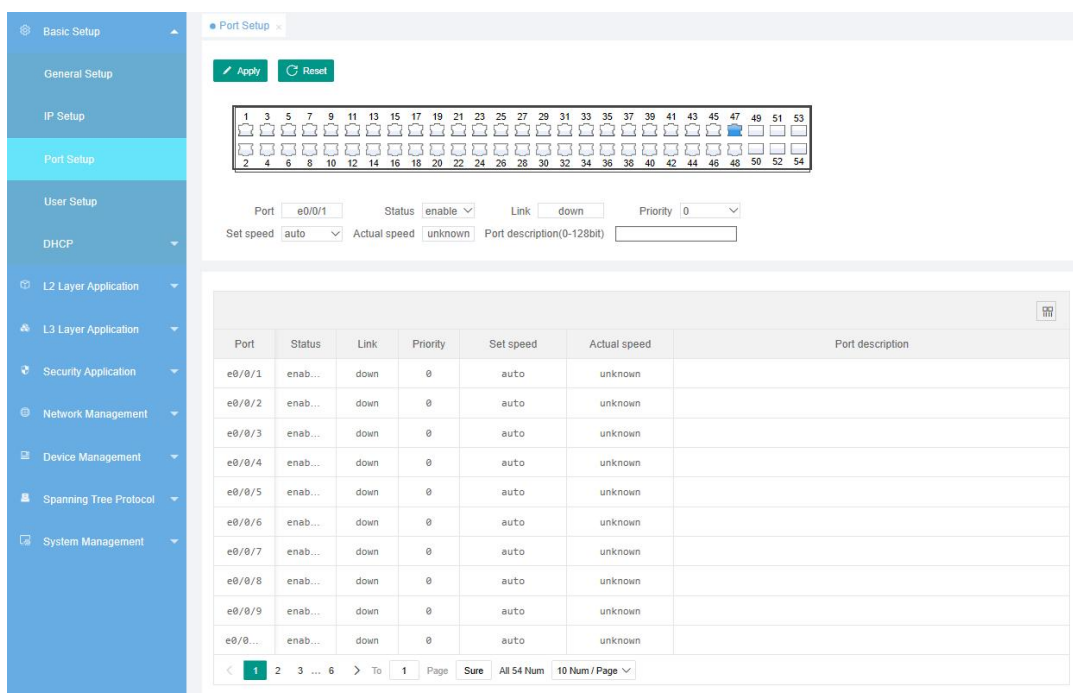 Basic Setup
General Setup
IP Setup
Port Setup
User Setup
DHCP
L2 Layer Application
L3 Layer Application
Security Application
Network Management
Device Management
Spanning Tree Protocol
System Management
Port Setup ×
Apply Reset
1 3 5 7 9 11 13 15 17 19 21 23 25 27 29 31 33 35 37 39 41 43 45 47 49 51 53
2 4 6 8 10 12 14 16 18 20 22 24 26 28 30 32 34 36 38 40 42 44 46 48 50 52 54
Port e0/0/1 Status enable Link down Priority 0
Set speed auto Actual speed unknown Port description(0-128bit)
Port Status Link Priority Set speed Actual speed Port description
e0/0/1 enab... down 0 auto unknown
e0/0/2 enab... down 0 auto unknown
e0/0/3 enab... down 0 auto unknown
e0/0/4 enab... down 0 auto unknown
e0/0/5 enab... down 0 auto unknown
e0/0/6 enab... down 0 auto unknown
e0/0/7 enab... down 0 auto unknown
e0/0/8 enab... down 0 auto unknown
e0/0/9 enab... down 0 auto unknown
e0/0... enab... down 0 auto unknown
< 1 2 3 ... 6 > To 1 Page Sure All 54 Num 10 Num / Page